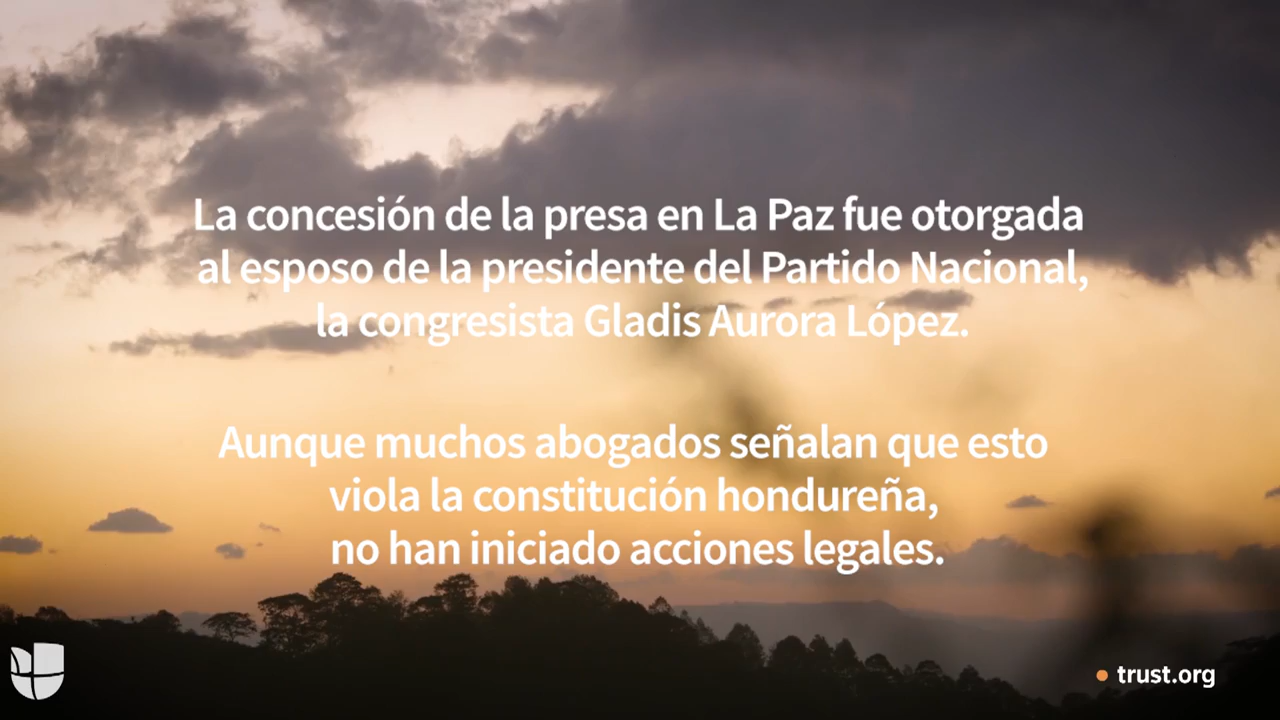 La concesión de la presa en La Paz fue otorgada
al esposo de la presidente del Partido Nacional,
la congresista Gladis Aurora López.
Aunque muchos abogados señalan que esto
viola la constitución hondureña,
no han iniciado acciones legales.
trust.org